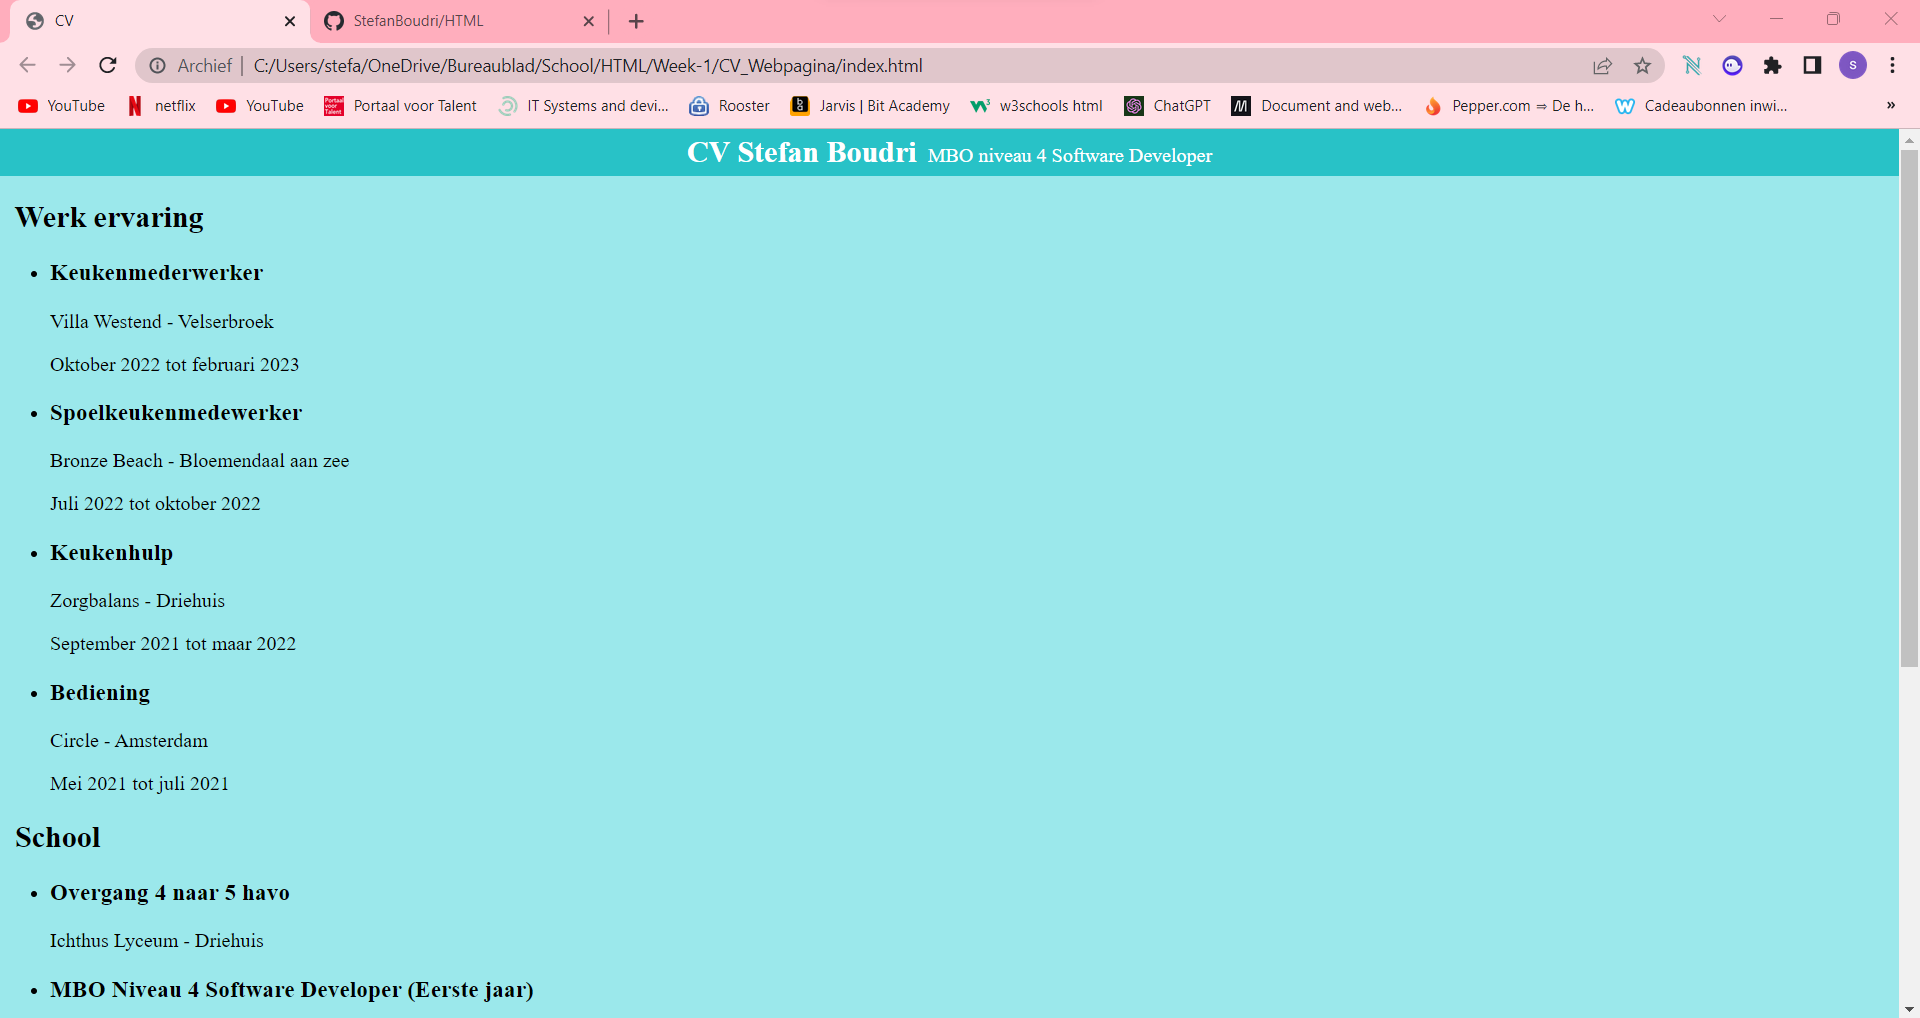 CV
StefanBoudri/HTML
Archief | C:/Users/stefa/OneDrive/Bureaublad/School/HTML/Week-1/CV_Webpagina/index.html
S
YouTube netflix YouTube Portaal voor Talent IT Systems and devi... Rooster Jarvis | Bit Academy w3schools html ChatGPT Document and web... Pepper.com ⇒ De h... Cadeaubonnen inwi... »
CV Stefan Boudri MBO niveau 4 Software Developer
Werk ervaring
• Keukenmederwerker
Villa Westend - Velserbroek
Oktober 2022 tot februari 2023
• Spoelkeukenmedewerker
Bronze Beach - Bloemendaal aan zee
Juli 2022 tot oktober 2022
• Keukenhulp
Zorgbalans - Driehuis
September 2021 tot maar 2022
• Bediening
Circle - Amsterdam
Mei 2021 tot juli 2021
School
• Overgang 4 naar 5 havo
Ichthus Lyceum - Driehuis
• MBO Niveau 4 Software Developer (Eerste jaar)